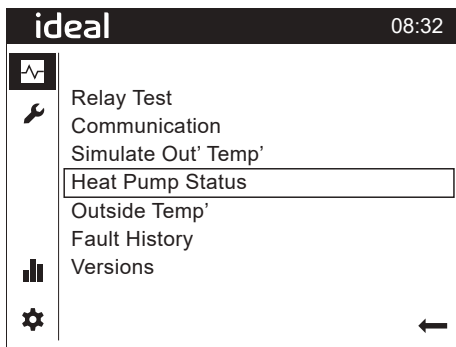 ideal
08:32
Relay Test
Communication
Simulate Out' Temp'
Heat Pump Status
Outside Temp'
Fault History
Versions